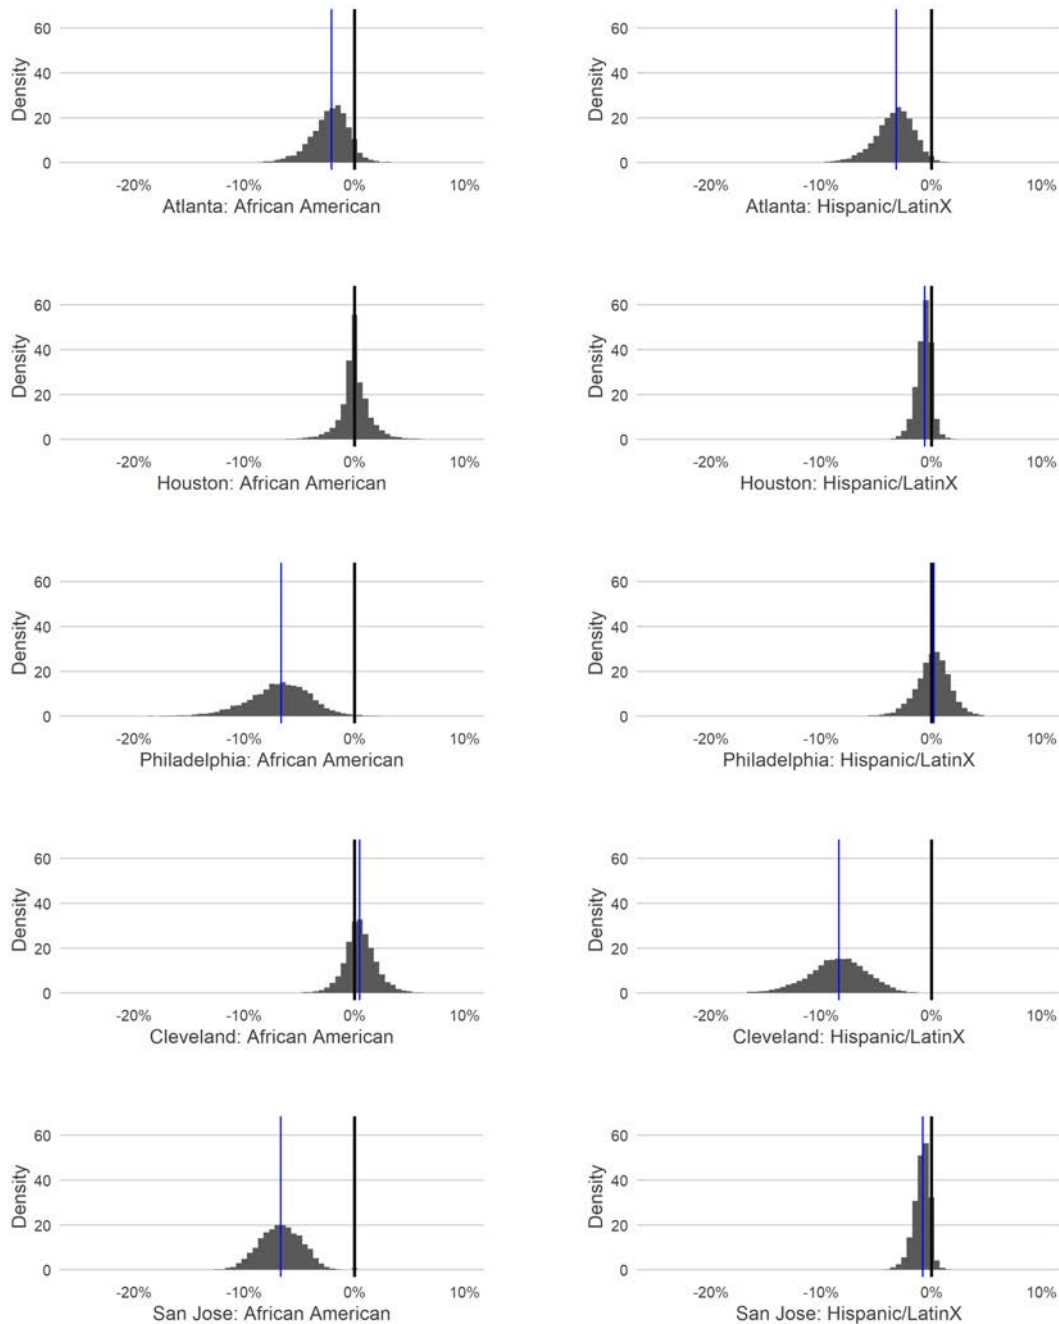 60
40
20
0
Density
-20% -10% 0% 10%
Atlanta: African American
60
40
20
0
Density
-20% -10% 0% 10%
Atlanta: Hispanic/LatinX
60
40
20
0
Density
-20% -10% 0% 10%
Houston: African American
60
40
20
0
Density
-20% -10% 0% 10%
Houston: Hispanic/LatinX
60
40
20
0
Density
-20% -10% 0% 10%
Philadelphia: African American
60
40
20
0
Density
-20% -10% 0% 10%
Philadelphia: Hispanic/LatinX
60
40
20
0
Density
-20% -10% 0% 10%
Cleveland: African American
60
40
20
0
Density
-20% -10% 0% 10%
Cleveland: Hispanic/LatinX
60
40
20
0
Density
-20% -10% 0% 10%
San Jose: African American
60
40
20
0
Density
-20% -10% 0% 10%
San Jose: Hispanic/LatinX